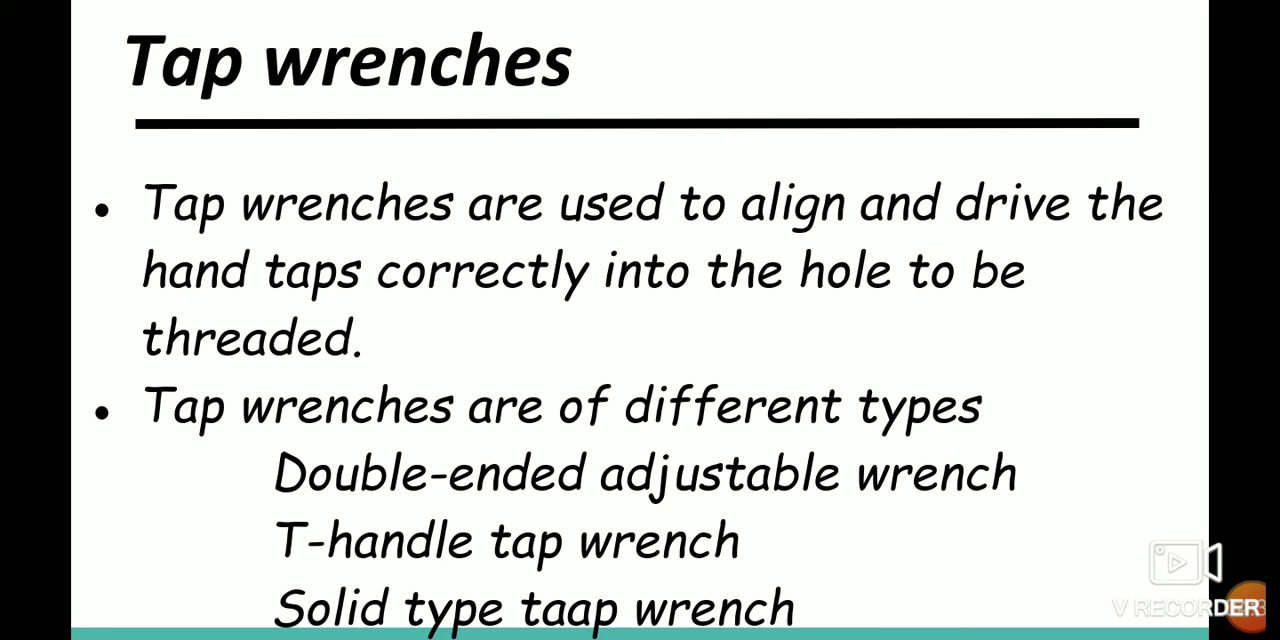 Tap wrenches
• Tap wrenches are used to align and drive the
hand taps correctly into the hole to be
threaded.
• Tap wrenches are of different types
Double-ended adjustable wrench
T-handle tap wrench
Solid type taap wrench
V RECORDER